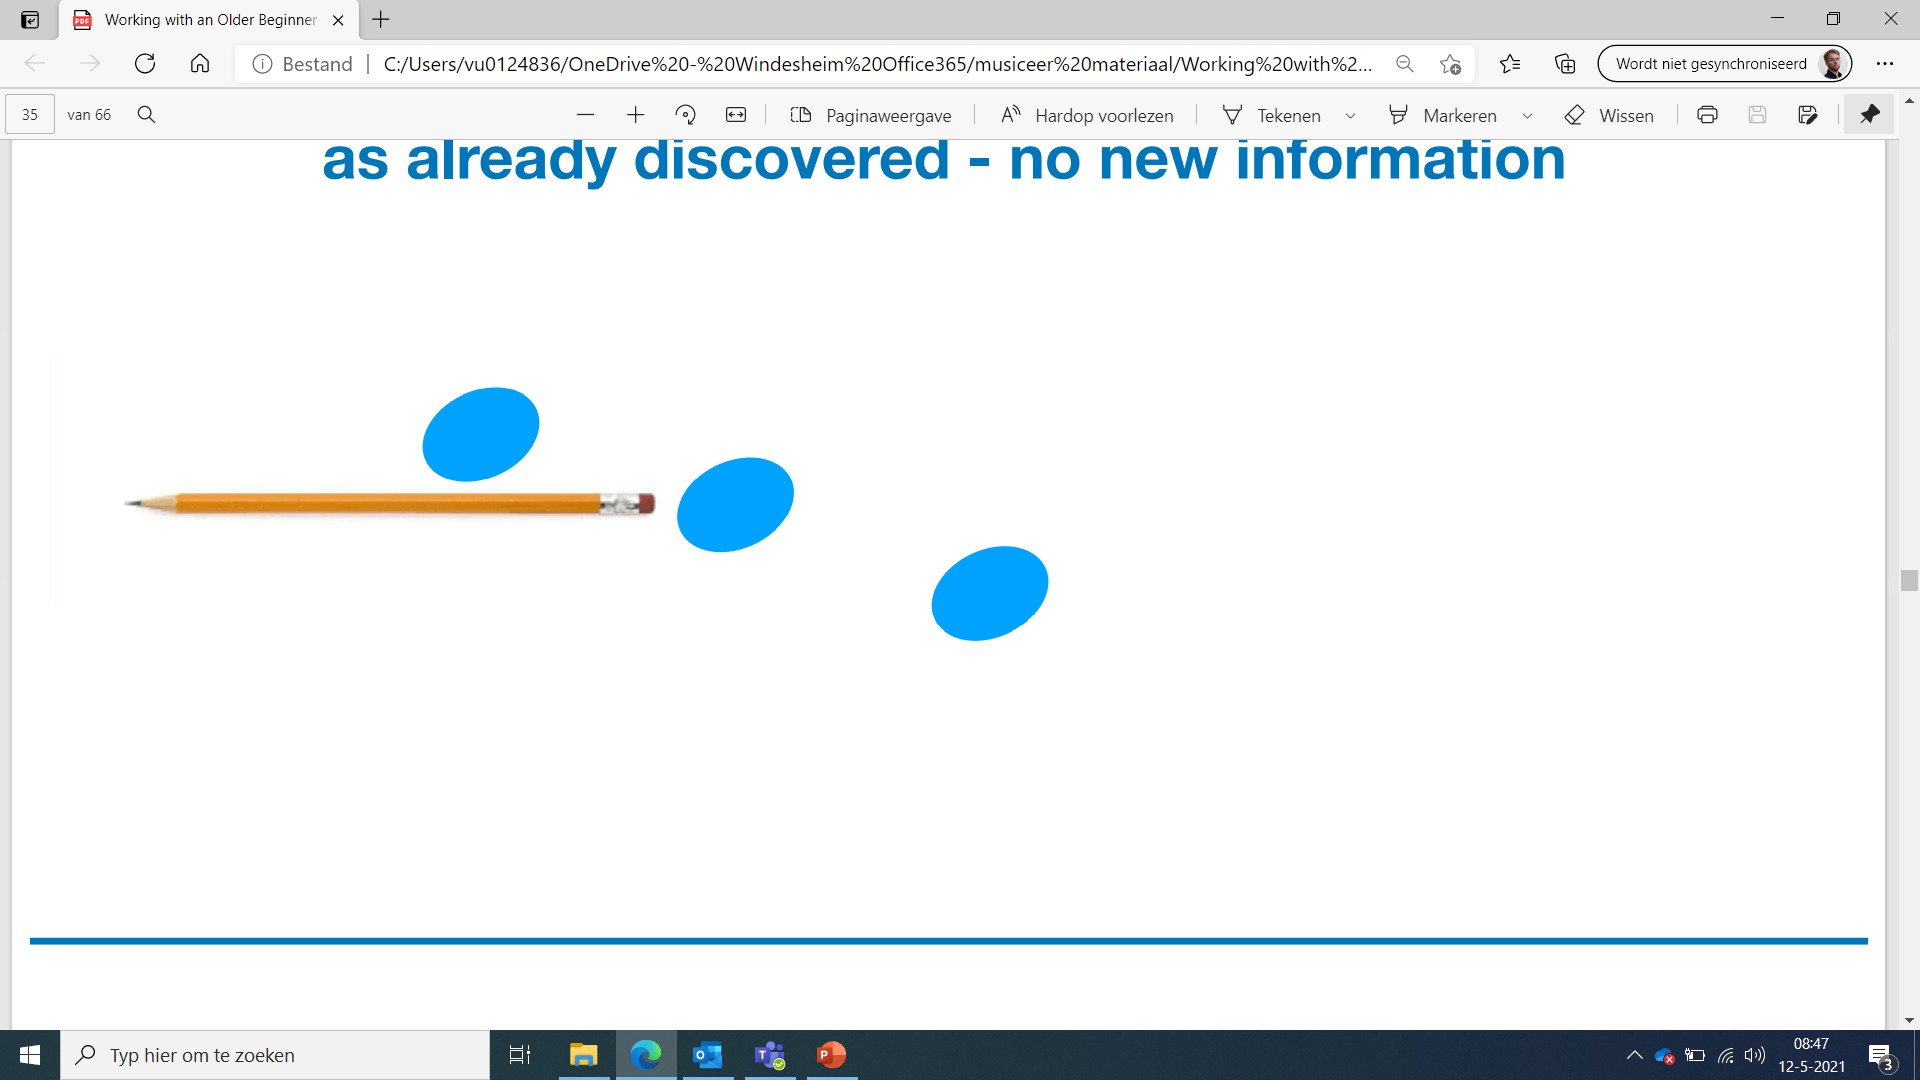 Working with an Older Beginner
Bestand
C:/Users/vu0124836/OneDrive%20-%20Windesheim%20Office365/musiceer%20materiaal/Working%20with%2...
Wordt niet gesynchroniseerd
35 van 66
Paginaweergave
Hardop voorlezen
Tekenen
Markeren
Wissen
as already discovered - no new information
Typ hier om te zoeken
08:47
12-5-2021
3